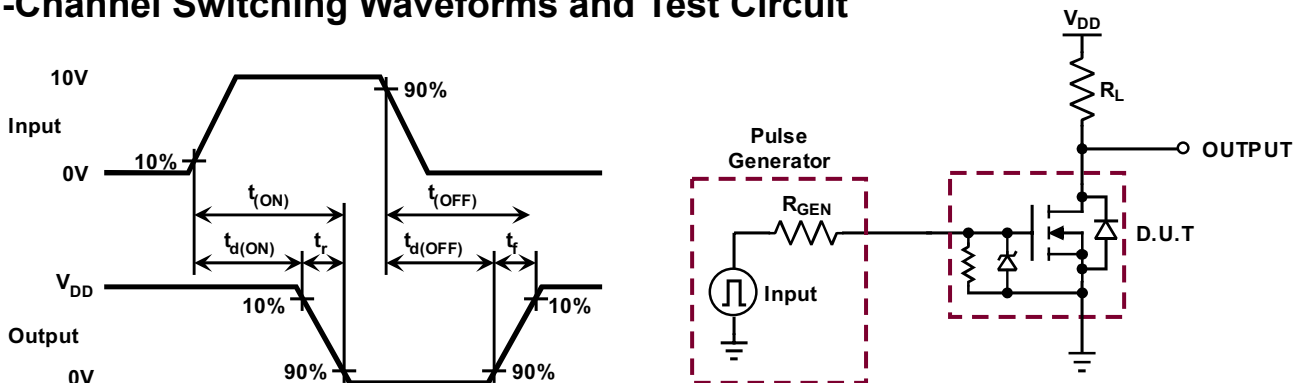 -Channel Switching Waveforms and Test Circuit
10V
Input
0V
10%
90%
t(ON)
t(OFF)
td(ON)
tr
td(OFF)
tf
VDD
Output
0V
10%
90%
90%
10%
Pulse
Generator
RGEN
Input
VDD
RL
OUTPUT
D.U.T